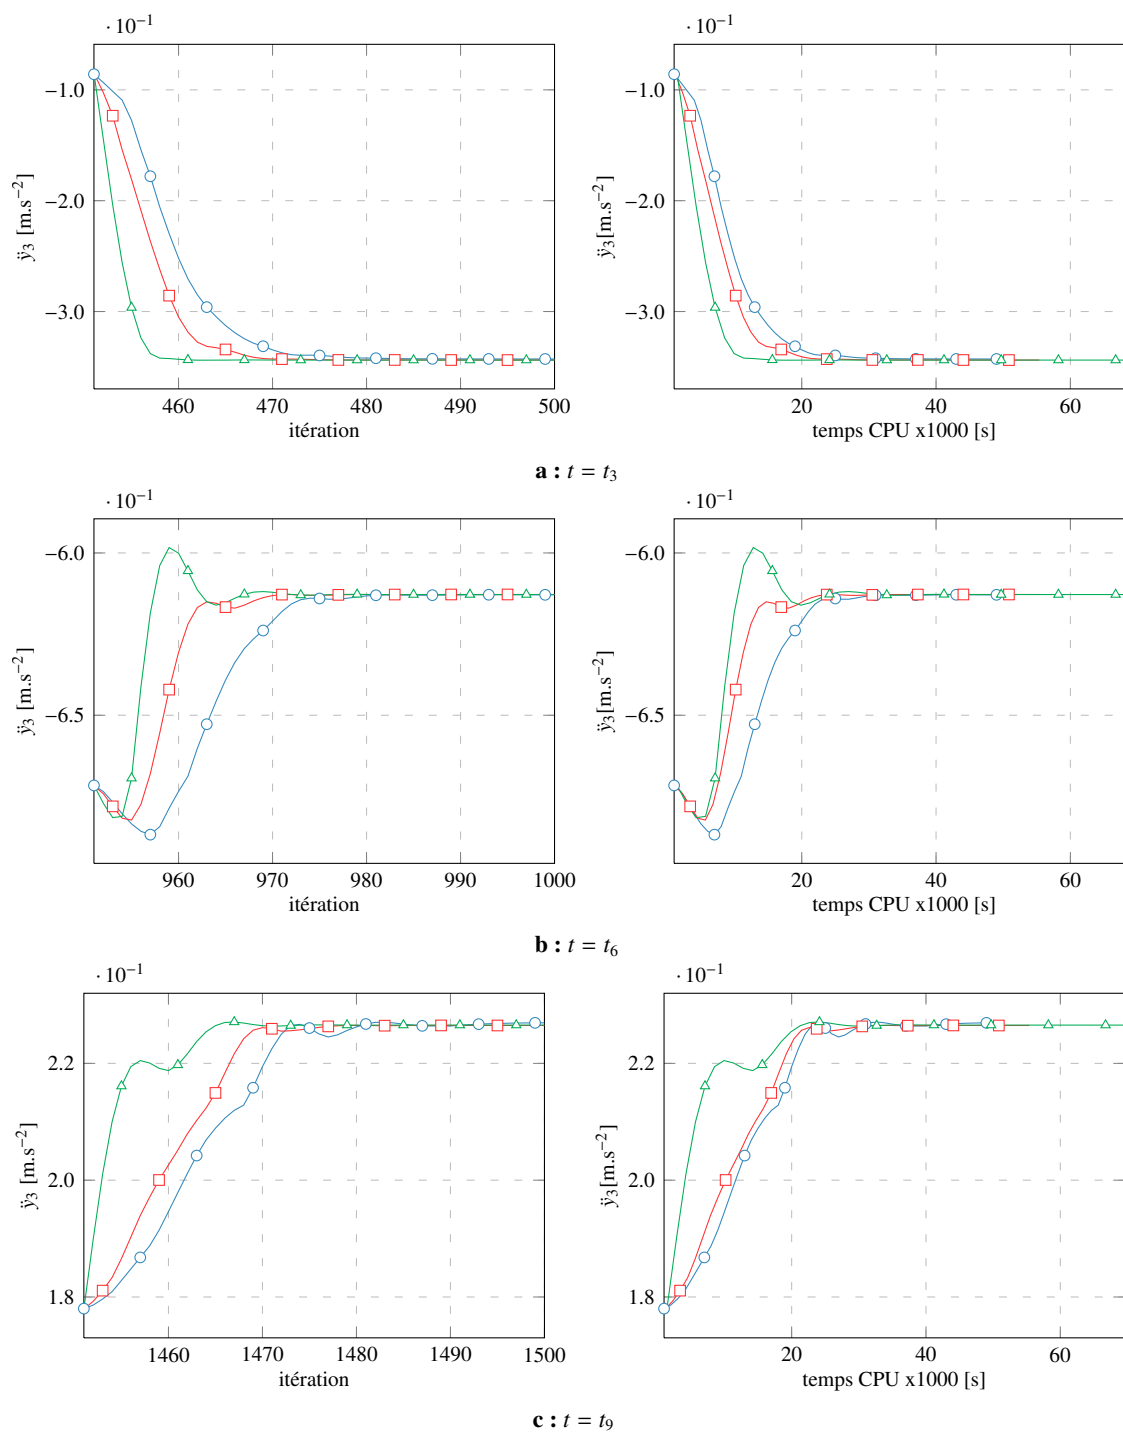 · 10⁻¹
−1.0
−2.0
−3.0
ÿ₃ [m.s⁻²]
460 470 480 490 500
itération
· 10⁻¹
−1.0
−2.0
−3.0
ÿ₃[m.s⁻²]
20 40 60
temps CPU x1000 [s]
a : t = t₃
· 10⁻¹
−6.0
−6.5
ÿ₃ [m.s⁻²]
960 970 980 990 1000
itération
· 10⁻¹
−6.0
−6.5
ÿ₃[m.s⁻²]
20 40 60
temps CPU x1000 [s]
b : t = t₆
· 10⁻¹
2.2
2.0
1.8
ÿ₃ [m.s⁻²]
1460 1470 1480 1490 1500
itération
· 10⁻¹
2.2
2.0
1.8
ÿ₃[m.s⁻²]
20 40 60
temps CPU x1000 [s]
c : t = t₉